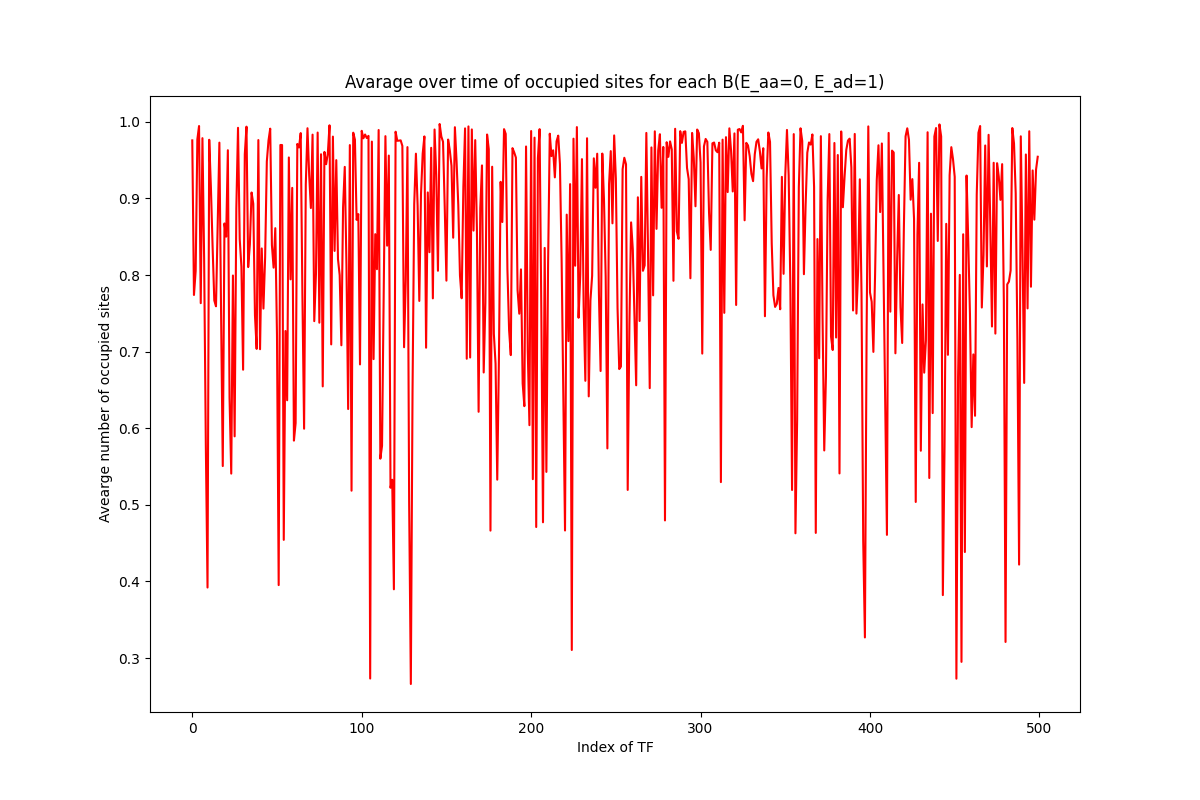 Avarage over time of occupied sites for each B(E_aa=0, E_ad=1)
1.0
0.9
0.8
0.7
0.6
0.5
0.4
0.3
Avearge number of occupied sites
0 100 200 300 400 500
Index of TF